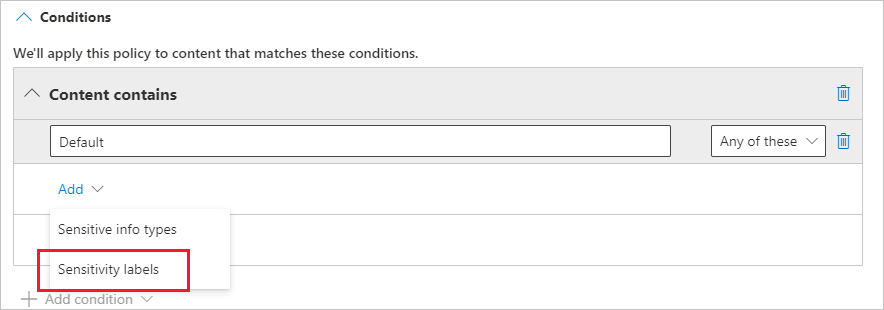 Conditions
We'll apply this policy to content that matches these conditions.
Content contains
Default
Any of these
Add
Sensitive info types
Sensitivity labels
Add condition